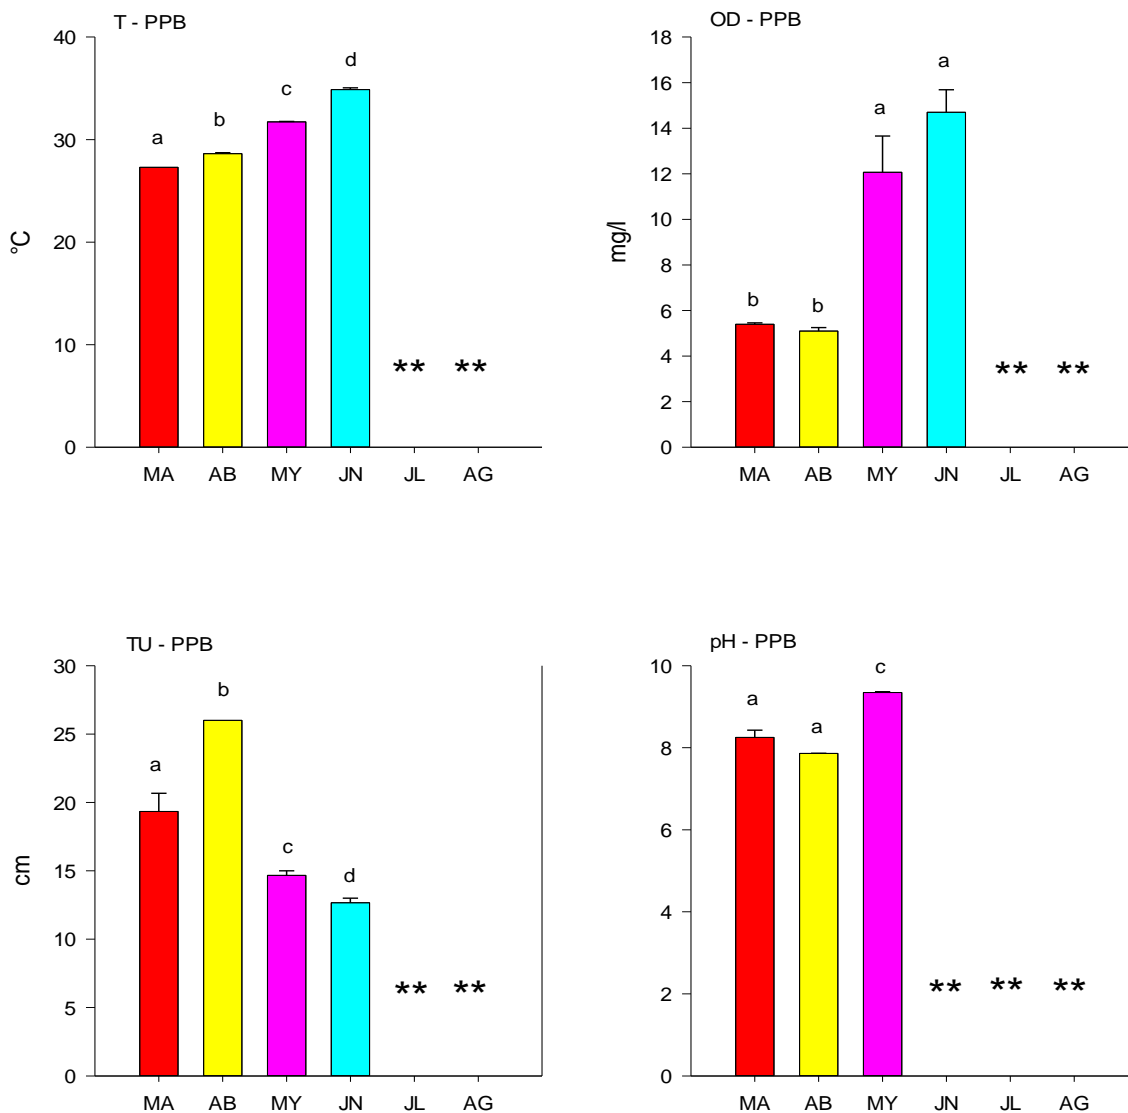 T - PPB
40
30
20
10
0
°C
a
b
c
d
** **
MA AB MY JN JL AG
OD - PPB
18
16
14
12
10
8
6
4
2
0
mg/l
b
b
a
a
** **
MA AB MY JN JL AG
TU - PPB
30
25
20
15
10
5
0
cm
a
b
c
d
** **
MA AB MY JN JL AG
pH - PPB
10
8
6
4
2
0
a
a
c
** ** **
MA AB MY JN JL AG